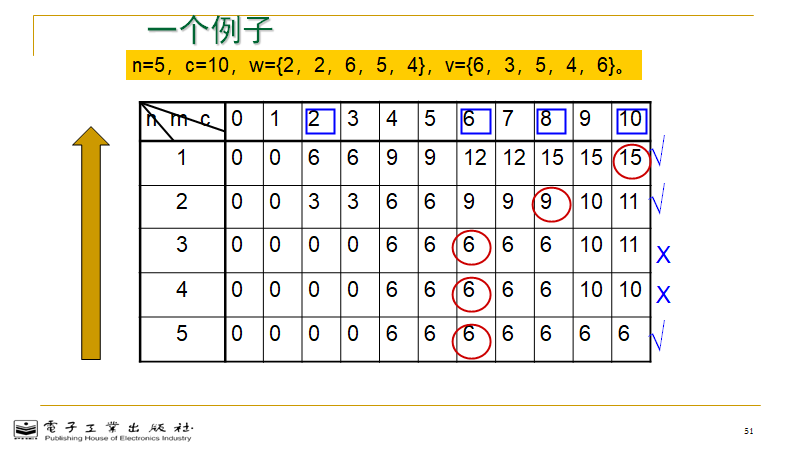 一个例子
n=5，c=10，w={2，2，6，5，4}，v={6，3，5，4，6}。
n m c 0 1 2 3 4 5 6 7 8 9 10
1 0 0 6 6 9 9 12 12 15 15 15 √
2 0 0 3 3 6 6 9 9 9 10 11 √
3 0 0 0 0 6 6 6 6 6 10 11 X
4 0 0 0 0 6 6 6 6 6 10 10 X
5 0 0 0 0 6 6 6 6 6 6 6 √
電子工業出版社
Publishing House of Electronics Industry
51